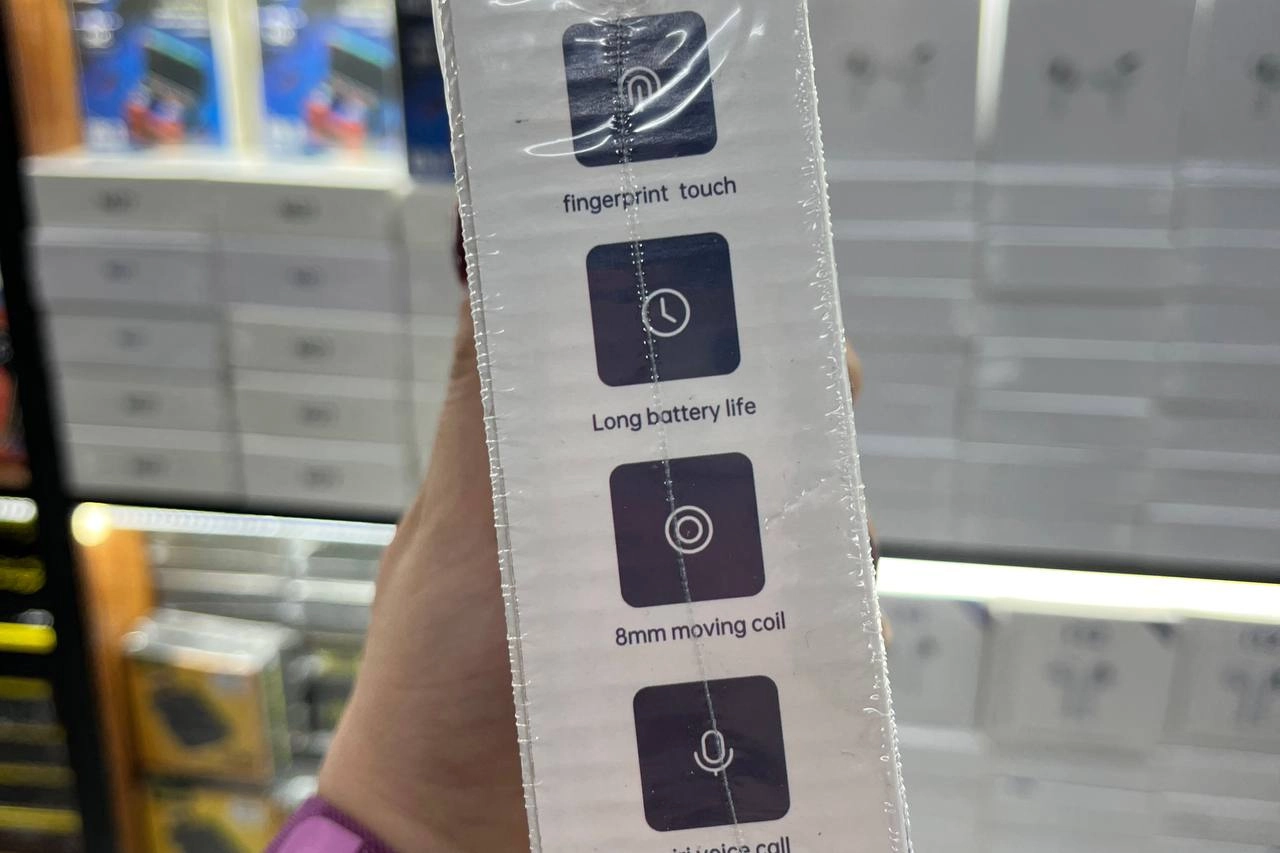 fingerprint touch
Long battery life
8mm moving coil
voice call